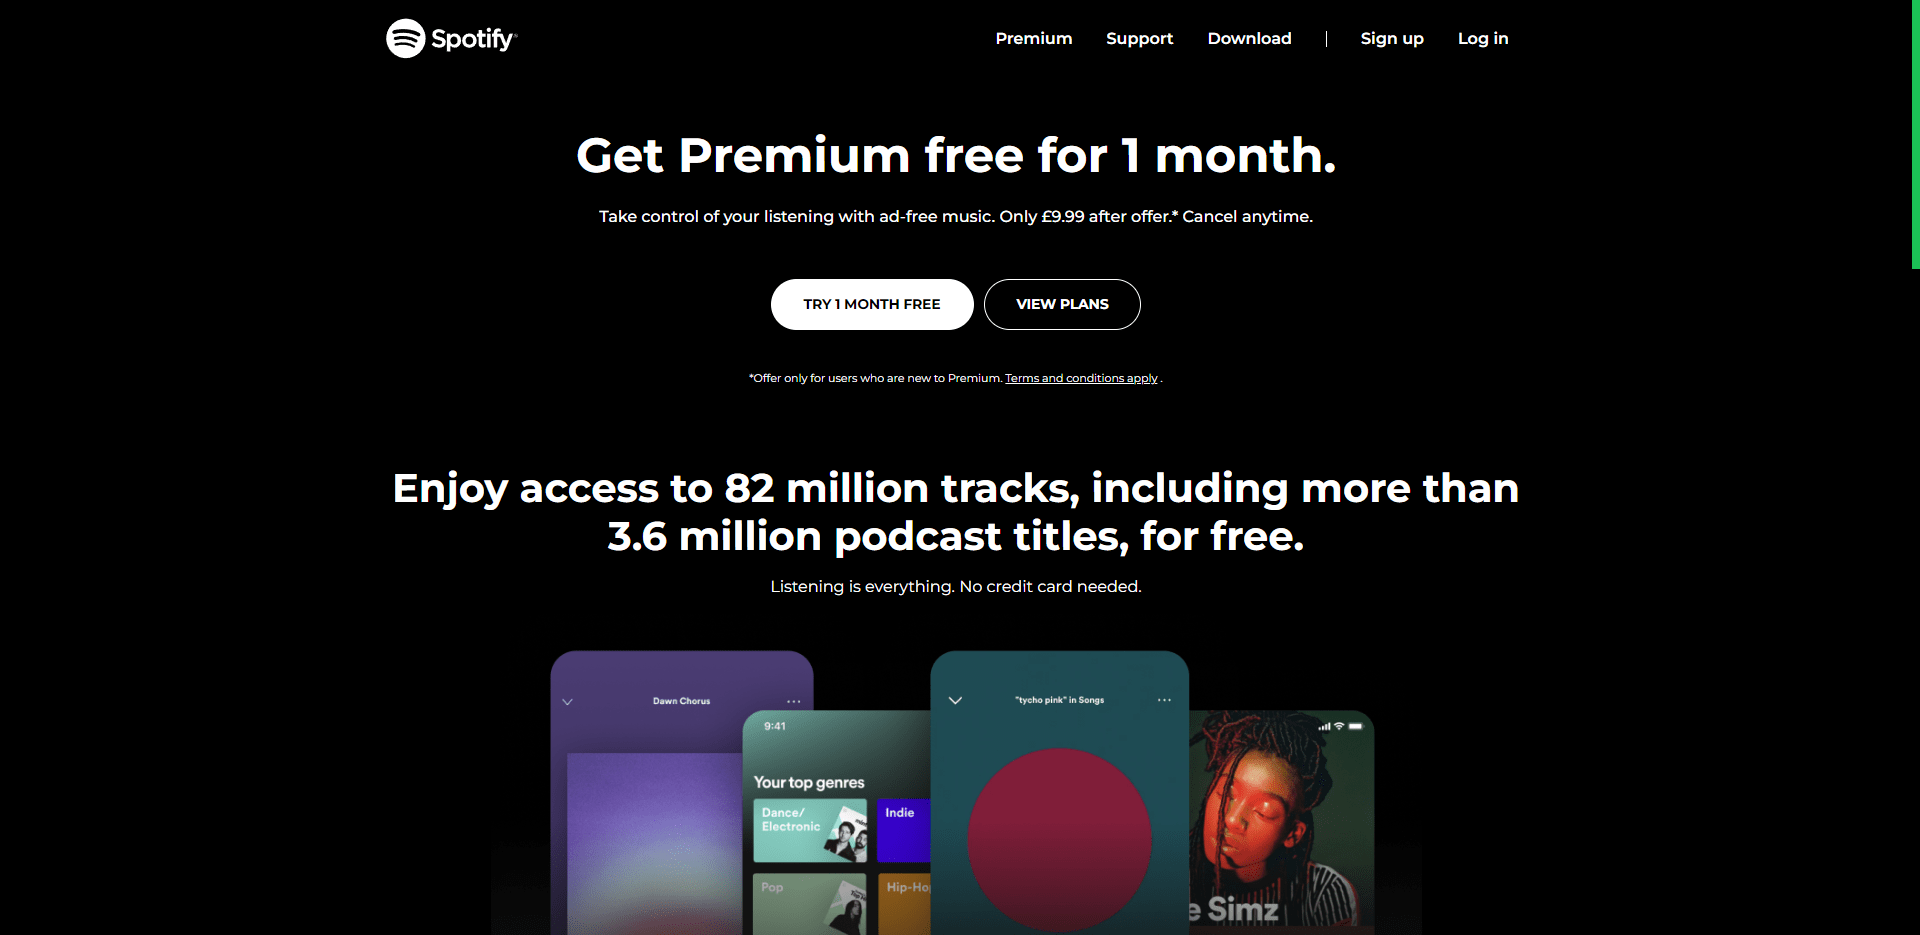 Spotify
Premium
Support
Download
Sign up
Log in
Get Premium free for 1 month.
Take control of your listening with ad-free music. Only £9.99 after offer.* Cancel anytime.
TRY 1 MONTH FREE
VIEW PLANS
*Offer only for users who are new to Premium. Terms and conditions apply .
Enjoy access to 82 million tracks, including more than
3.6 million podcast titles, for free.
Listening is everything. No credit card needed.
Dawn Chorus
"tycho pink" in Songs
9:41
Your top genres
Dance/
Electronic
Indie
Pop
Hip-Ho
e Simz